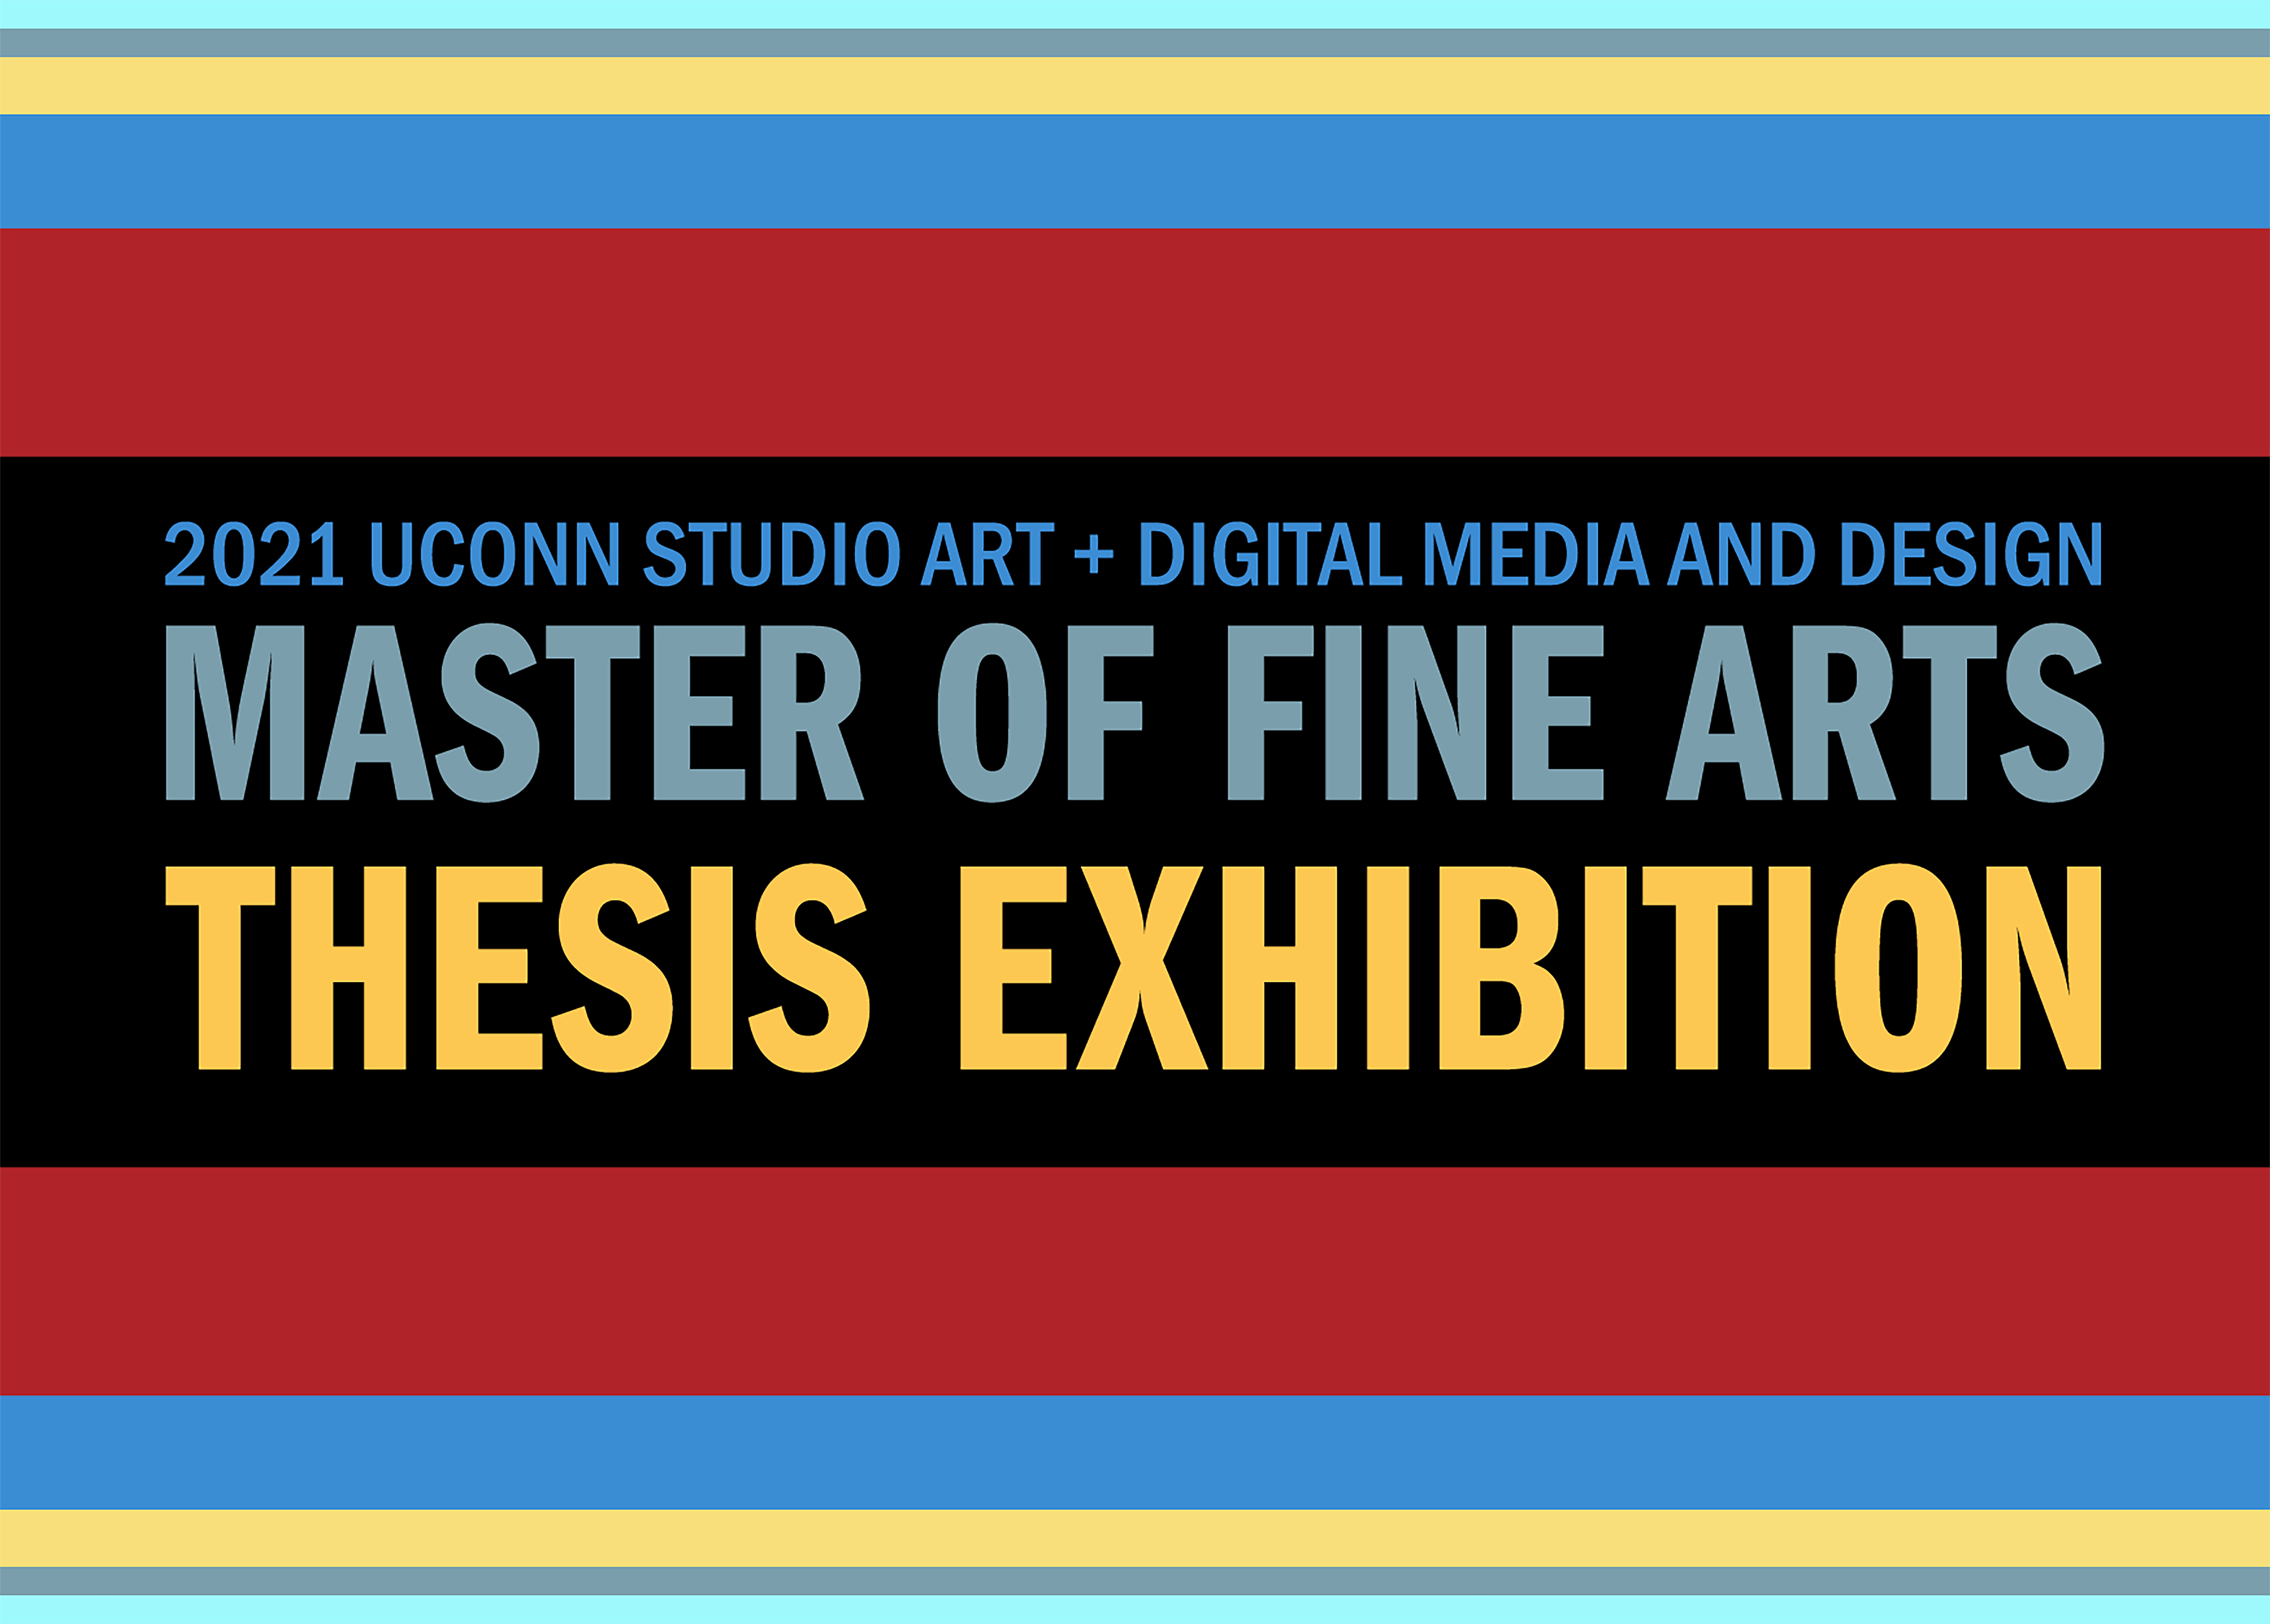 2021 UCONN STUDIO ART + DIGITAL MEDIA AND DESIGN
MASTER OF FINE ARTS
THESIS EXHIBITION